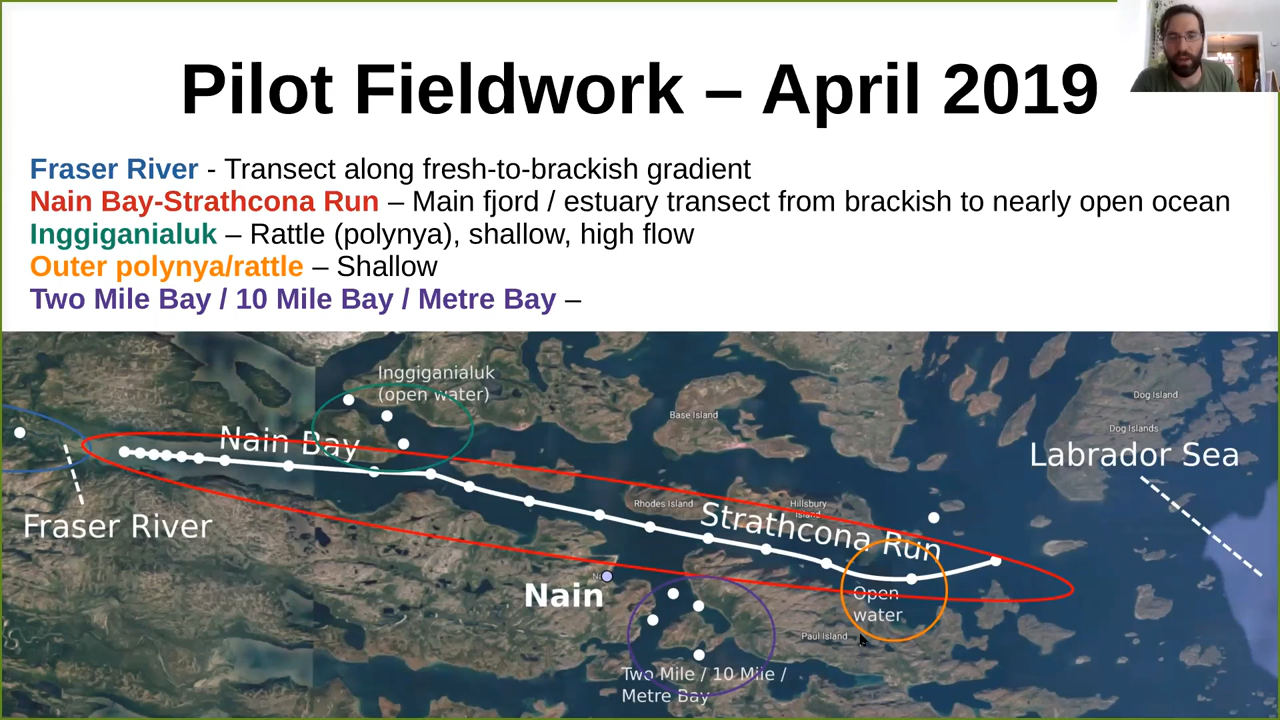 Pilot Fieldwork – April 2019
Fraser River - Transect along fresh-to-brackish gradient
Nain Bay-Strathcona Run – Main fjord / estuary transect from brackish to nearly open ocean
Inggiganialuk – Rattle (polynya), shallow, high flow
Outer polynya/rattle – Shallow
Two Mile Bay / 10 Mile Bay / Metre Bay –
Inggiganialuk
(open water)
Base Island
Dog Island
Dog Islands
Labrador Sea
Nain Bay
Fraser River
Rhodes Island
Hillsbury
Island
Strathcona Run
Nain
Open
water
Paul Island
Two Mile / 10 Mile /
Metre Bay